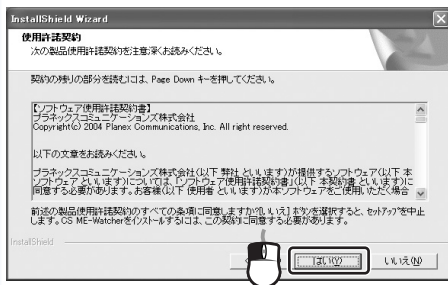 InstallShield Wizard
使用許諾契約
次の製品使用許諾契約を注意深くお読みください。
契約の残りの部分を読むには、Page Down キーを押してください。
【ソフトウェア使用許諾契約書】
プラネックスコミュニケーションズ株式会社
Copyright(c) 2004 Planex Communications, Inc. All right reserved.
以下の文章をお読みください。
プラネックスコミュニケーションズ株式会社(以下 弊社 といいます)が提供するソフトウェア(以下 本
ソフトウェア といいます)については、「ソフトウェア使用許諾契約書」(以下 本契約書 といいます)に
同意する必要があります。お客様(以下 使用者 といいます)が本ソフトウェアをご使用いただく場合
前述の製品使用許諾契約のすべての条項に同意しますか?[いいえ] ボタンを選択すると、セットアップを中止
します。CS ME-Watcherをインストールするには、この契約に同意する必要があります。
InstallShield
はい(Y)
いいえ(N)